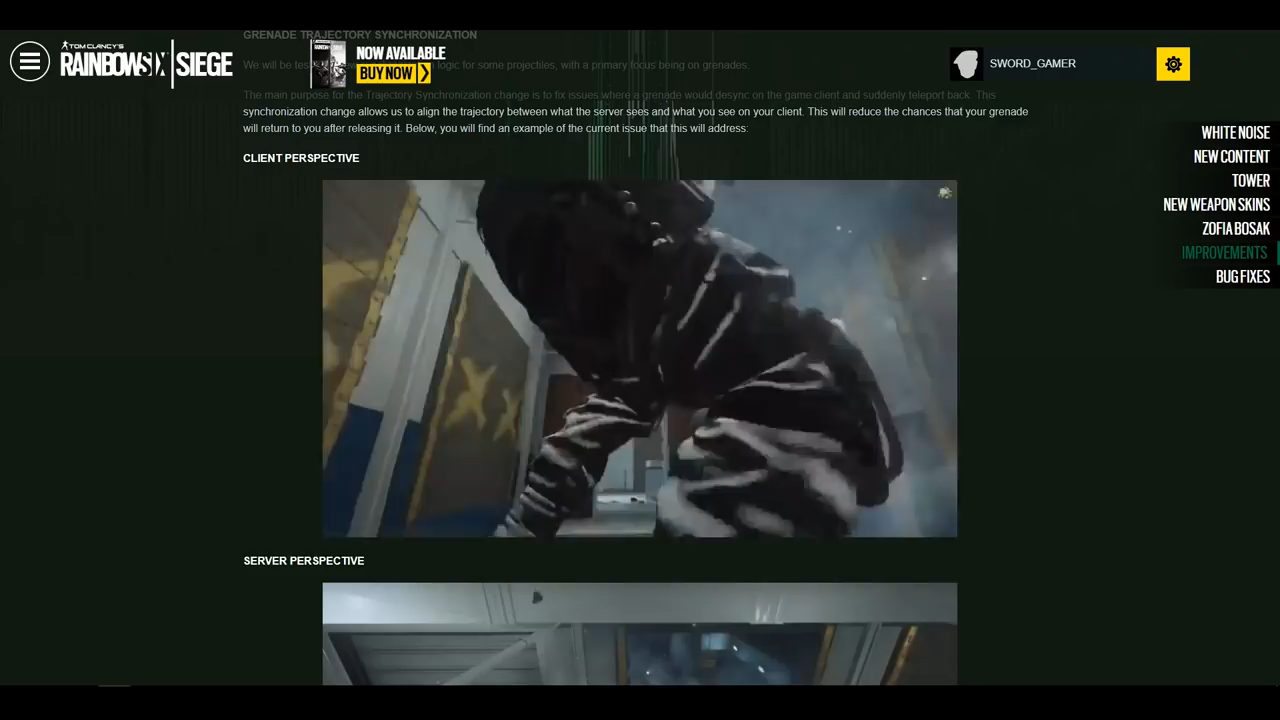 GRENADE TRAJECTORY SYNCHRONIZATION
TOM CLANCY'S
RAINBOWSIX | SIEGE
NOW AVAILABLE
BUY NOW
SWORD_GAMER
We will be logic for some projectiles, with a primary focus being on grenades.
The main purpose for the Trajectory Synchronization change is to fix issues where a grenade would desync on the game client and suddenly teleport back. This
synchronization change allows us to align the trajectory between what the server sees and what you see on your client. This will reduce the chances that your grenade
will return to you after releasing it. Below, you will find an example of the current issue that this will address:
CLIENT PERSPECTIVE
SERVER PERSPECTIVE
WHITE NOISE
NEW CONTENT
TOWER
NEW WEAPON SKINS
ZOFIA BOSAK
IMPROVEMENTS
BUG FIXES